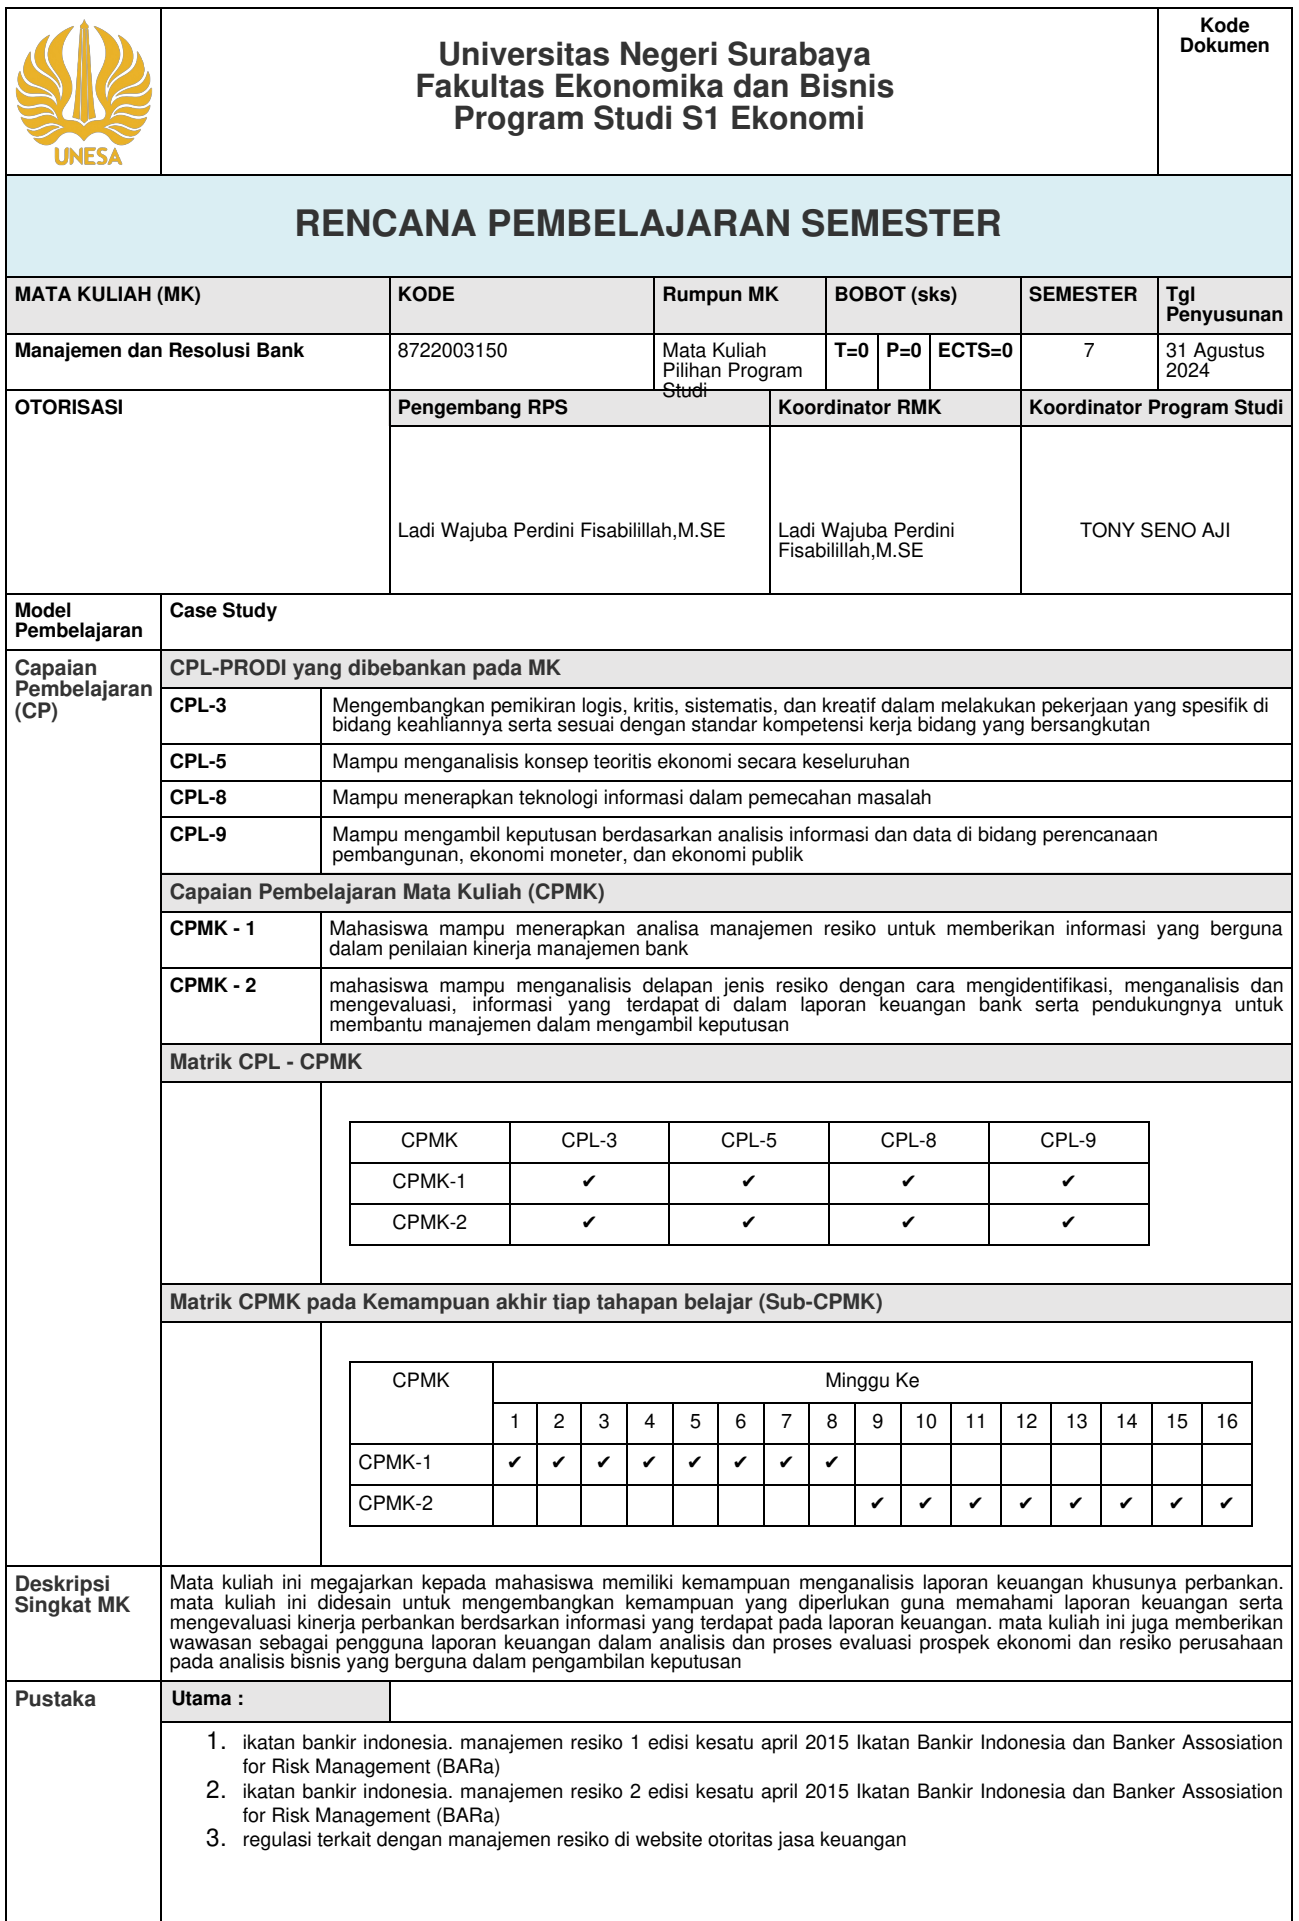 UNESA
Universitas Negeri Surabaya
Fakultas Ekonomika dan Bisnis
Program Studi S1 Ekonomi
Kode
Dokumen
RENCANA PEMBELAJARAN SEMESTER
MATA KULIAH (MK) KODE Rumpun MK BOBOT (sks) SEMESTER Tgl
Penyusunan
Manajemen dan Resolusi Bank 8722003150 Mata Kuliah
Pilihan Program
Studi
T=0 P=0 ECTS=0 7 31 Agustus
2024
OTORISASI Pengembang RPS Koordinator RMK Koordinator Program Studi
Ladi Wajuba Perdini Fisabilillah,M.SE
Ladi Wajuba Perdini
Fisabilillah,M.SE
TONY SENO AJI
Model
Pembelajaran
Case Study
Capaian
Pembelajaran
(CP)
CPL-PRODI yang dibebankan pada MK
CPL-3 Mengembangkan pemikiran logis, kritis, sistematis, dan kreatif dalam melakukan pekerjaan yang spesifik di
bidang keahliannya serta sesuai dengan standar kompetensi kerja bidang yang bersangkutan
CPL-5 Mampu menganalisis konsep teoritis ekonomi secara keseluruhan
CPL-8 Mampu menerapkan teknologi informasi dalam pemecahan masalah
CPL-9 Mampu mengambil keputusan berdasarkan analisis informasi dan data di bidang perencanaan
pembangunan, ekonomi moneter, dan ekonomi publik
Capaian Pembelajaran Mata Kuliah (CPMK)
CPMK - 1 Mahasiswa mampu menerapkan analisa manajemen resiko untuk memberikan informasi yang berguna
dalam penilaian kinerja manajemen bank
CPMK - 2 mahasiswa mampu menganalisis delapan jenis resiko dengan cara mengidentifikasi, menganalisis dan
mengevaluasi, informasi yang terdapat di dalam laporan keuangan bank serta pendukungnya untuk
membantu manajemen dalam mengambil keputusan
Matrik CPL - CPMK
CPMK CPL-3 CPL-5 CPL-8 CPL-9
CPMK-1 ✔ ✔ ✔ ✔
CPMK-2 ✔ ✔ ✔ ✔
Matrik CPMK pada Kemampuan akhir tiap tahapan belajar (Sub-CPMK)
CPMK Minggu Ke
1 2 3 4 5 6 7 8 9 10 11 12 13 14 15 16
CPMK-1 ✔ ✔ ✔ ✔ ✔ ✔ ✔ ✔
CPMK-2 ✔ ✔ ✔ ✔ ✔ ✔ ✔ ✔
Deskripsi
Singkat MK
Mata kuliah ini megajarkan kepada mahasiswa memiliki kemampuan menganalisis laporan keuangan khusunya perbankan.
mata kuliah ini didesain untuk mengembangkan kemampuan yang diperlukan guna memahami laporan keuangan serta
mengevaluasi kinerja perbankan berdsarkan informasi yang terdapat pada laporan keuangan. mata kuliah ini juga memberikan
wawasan sebagai pengguna laporan keuangan dalam analisis dan proses evaluasi prospek ekonomi dan resiko perusahaan
pada analisis bisnis yang berguna dalam pengambilan keputusan
Pustaka
Utama :
1. ikatan bankir indonesia. manajemen resiko 1 edisi kesatu april 2015 Ikatan Bankir Indonesia dan Banker Assosiation
for Risk Management (BARa)
2. ikatan bankir indonesia. manajemen resiko 2 edisi kesatu april 2015 Ikatan Bankir Indonesia dan Banker Assosiation
for Risk Management (BARa)
3. regulasi terkait dengan manajemen resiko di website otoritas jasa keuangan